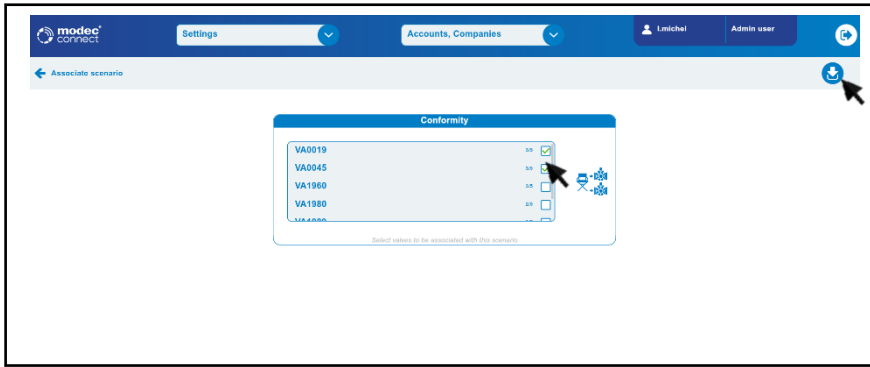 modec
connect
Settings
Accounts, Companies
l.michel
Admin user
Associate scenario
Conformity
VA0019
VA0045
VA1960
VA1980
Select valves to be associated with this scenario